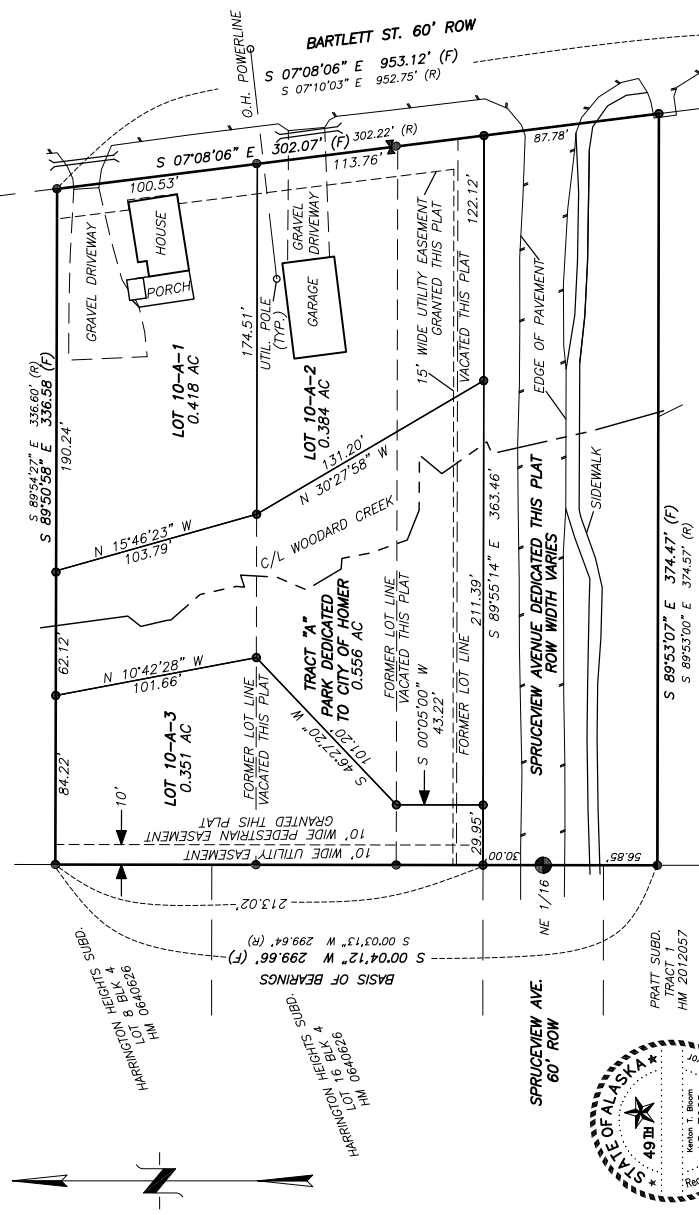 BARTLETT ST. 60' ROW
S 07°08'06" E 953.12' (F)
S 07°10'03" E 952.75' (R)
O.H. POWERLINE
S 07°08'06" E 302.07' (F) 302.22' (R)
100.53'
113.76'
87.78'
GRAVEL DRIVEWAY
HOUSE
PORCH
GRAVEL
DRIVEWAY
GARAGE
UTIL. POLE
(TYP.)
174.51'
122.12'
15' WIDE UTILITY EASEMENT
GRANTED THIS PLAT
VACATED THIS PLAT
EDGE OF PAVEMENT
S 89°54'27" E 336.60' (R)
S 89°50'58" E 336.58 (F)
190.24'
LOT 10-A-1
0.418 AC
LOT 10-A-2
0.384 AC
131.20'
N 30°27'58" W
N 15°46'23" W
103.79'
C/L WOODARD CREEK
62.12'
N 10°42'28" W
101.66'
TRACT "A"
PARK DEDICATED
TO CITY OF HOMER
0.556 AC
FORMER LOT LINE
VACATED THIS PLAT
211.39'
S 89°55'14" E 363.46'
SPRUCEVIEW AVENUE DEDICATED THIS PLAT
ROW WIDTH VARIES
SIDEWALK
S 89°53'07" E 374.47' (F)
S 89°53'00" E 374.57' (R)
84.22'
LOT 10-A-3
0.351 AC
FORMER LOT LINE
VACATED THIS PLAT
S 46°27'20" W
101.20'
S 00°05'00" W
43.22'
FORMER LOT LINE
10'
10' WIDE PEDESTRIAN EASEMENT
GRANTED THIS PLAT
10' WIDE UTILITY EASEMENT
29.95'
30.00'
56.85'
NE 1/16
213.02'
S 00°03'13" W 299.64' (R)
S 00°04'12" W 299.66' (F)
BASIS OF BEARINGS
HARRINGTON HEIGHTS SUBD.
LOT 8 BLK 4
HM 0640626
HARRINGTON HEIGHTS SUBD.
LOT 16 BLK 4
HM 0640626
SPRUCEVIEW AVE.
60' ROW
PRATT SUBD.
TRACT 1
HM 2012057
N
STATE OF ALASKA
49TH
Kenton T. Bloom